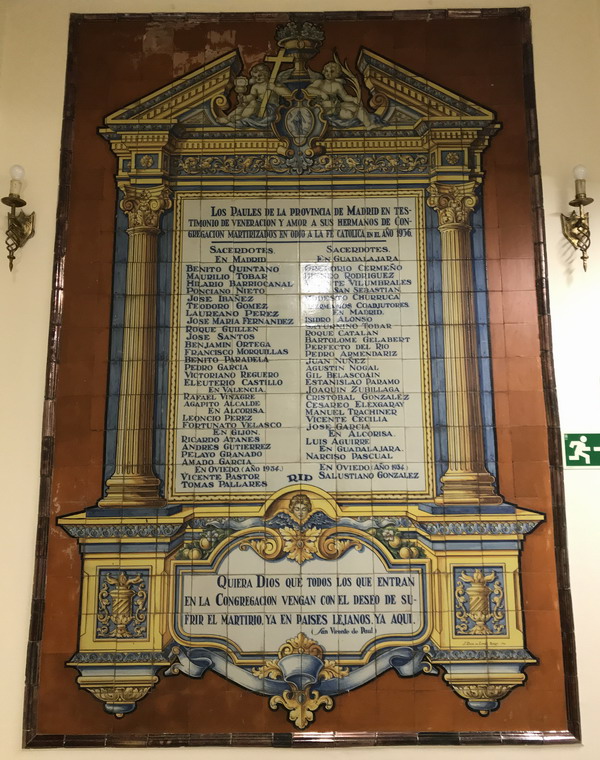 LOS PAULES DE LA PROVINCIA DE MADRID EN TES-
TIMONIO DE VENERACION Y AMOR A SUS HERMANOS DE CON-
GREGACION MARTIRIZADOS EN ODIO A LA FE CATOLICA EN EL AÑO 1936.
SACERDOTES.
EN MADRID.
BENITO QUINTANO
MAURILIO TOBAR
HILARIO BARRIOCANAL
PONCIANO NIETO
JOSE IBAÑEZ
TEODORO GOMEZ
LAUREANO PEREZ
JOSE MARIA FERNANDEZ
ROQUE GUILLEN
JOSE SANTOS
BENJAMIN ORTEGA
FRANCISCO MORQUILLAS
BENITO PARADELA
PEDRO GARCIA
VICTORIANO REGUERO
ELEUTERIO CASTILLO
EN VALENCIA.
RAFAEL VINAGRE
AGAPITO ALCALDE
EN ALCORISA.
LEONCIO PEREZ
FORTUNATO VELASCO
EN GIJON.
RICARDO ATANES
ANDRES GUTIERREZ
PELAYO GRANADO
AMADO GARCIA
EN OVIEDO (AÑO 1934.)
VICENTE PASTOR
TOMAS PALLARES
SACERDOTES.
EN GUADALAJARA.
GREGORIO CERMEÑO
RODRIGUEZ
VILUMBRALES
SAN SEBASTIAN
MODESTO CHURRUCA
HERMANOS COADJUTORES.
EN MADRID.
ISIDRO ALONSO
SATURNINO TOBAR
ROQUE CATALAN
BARTOLOME GELABERT
PERFECTO DEL RIO
PEDRO ARMENDARIZ
JUAN NUÑEZ
AGUSTIN NOGAL
GIL BELASCOAIN
ESTANISLAO PARAMO
JOAQUIN ZUBILLAGA
CRISTOBAL GONZALEZ
CESAREO ELEXGARAY
MANUEL TRACHINER
VICENTE CECILIA
JOSE GARCIA
EN ALCORISA.
LUIS AGUIRRE
EN GUADALAJARA.
NARCISO PASCUAL
EN OVIEDO (AÑO 1934)
SALUSTIANO GONZALEZ
RIP
QUIERA DIOS QUE TODOS LOS QUE ENTRAN
EN LA CONGREGACION VENGAN CON EL DESEO DE SU-
FRIR EL MARTIRIO, YA EN PAISES LEJANOS, YA AQUI.
(San Vicente de Paul)